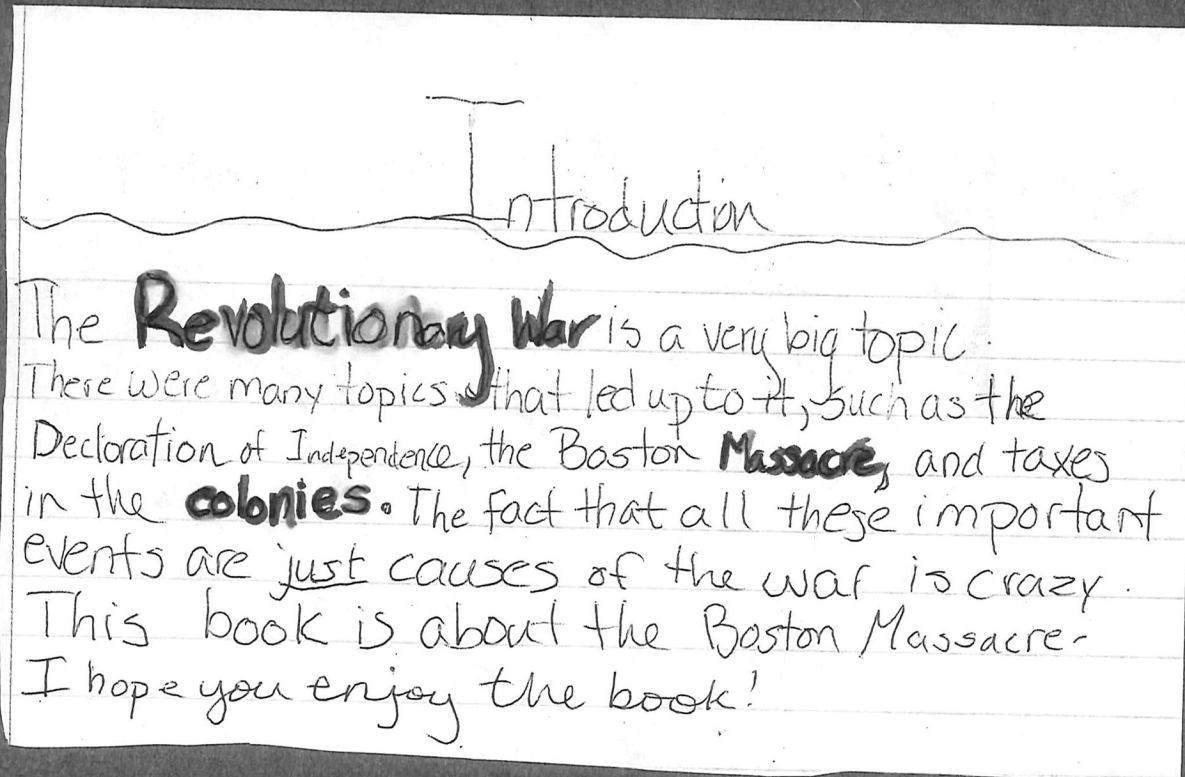 Introduction
The Revolutionary War is a very big topic.
There were many topics that led up to it, such as the
Decloration of Independence, the Boston Massacre, and taxes
in the colonies. The fact that all these important
events are just causes of the war is crazy.
This book is about the Boston Massacre.
I hope you enjoy the book!